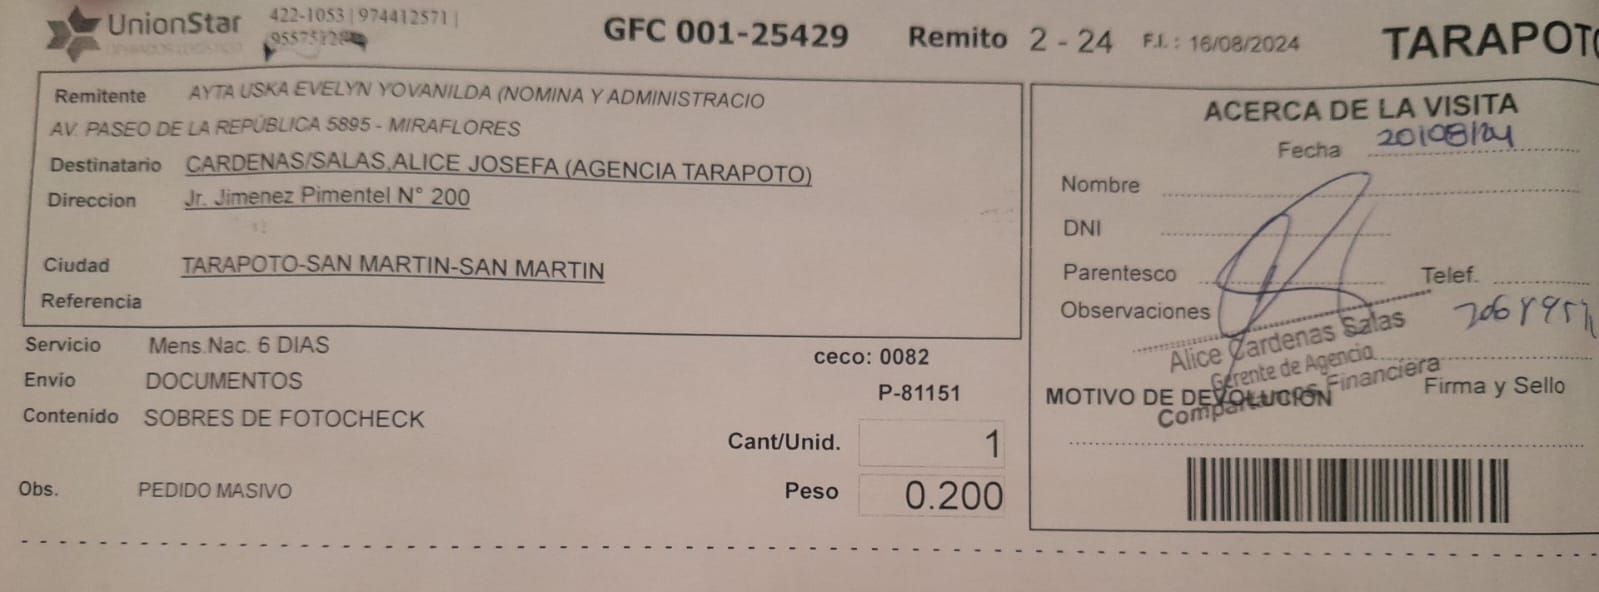 UnionStar
422-1053 | 974412571 |
GFC 001-25429
Remito 2 - 24
F.I. : 16/08/2024
TARAPOTO
Remitente AYTA USKA EVELYN YOVANILDA (NOMINA Y ADMINISTRACIO
AV. PASEO DE LA REPÚBLICA 5895 - MIRAFLORES
Destinatario CARDENAS/SALAS,ALICE JOSEFA (AGENCIA TARAPOTO)
Direccion Jr. Jimenez Pimentel N° 200
Ciudad TARAPOTO-SAN MARTIN-SAN MARTIN
Referencia
Servicio Mens.Nac. 6 DIAS
Envio DOCUMENTOS
Contenido SOBRES DE FOTOCHECK
Obs. PEDIDO MASIVO
ceco: 0082
P-81151
Cant/Unid. 1
Peso 0.200
ACERCA DE LA VISITA
Fecha 20/08/24
Nombre
DNI
Parentesco
Telef.
Observaciones
Alice Cardenas Salas
Gerente de Agencia
Compartamos Financiera
MOTIVO DE DEVOLUCIÓN
Firma y Sello